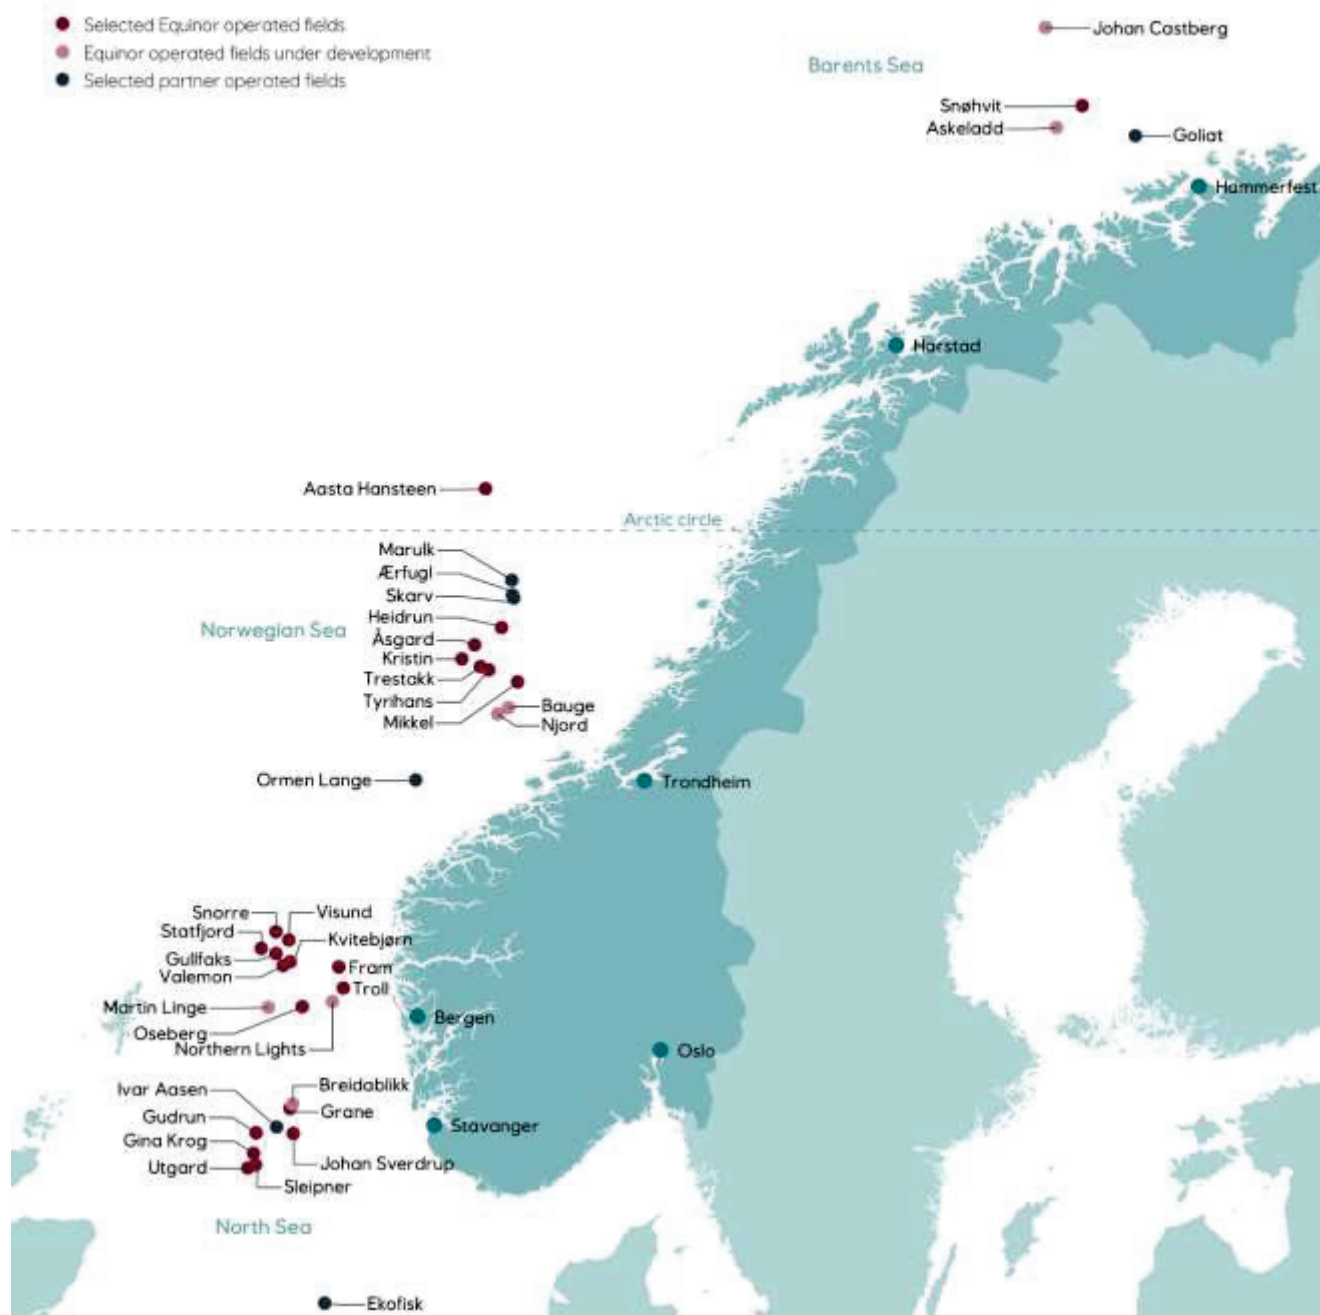 Selected Equinor operated fields
Equinor operated fields under development
Selected partner operated fields
Johan Castberg
Barents Sea
Snøhvit
Askeladd
Goliat
Hammerfest
Harstad
Aasta Hansteen
Arctic circle
Marulk
Ærfugl
Skarv
Heidrun
Norwegian Sea
Åsgard
Kristin
Trestakk
Tyrihans
Mikkel
Bauge
Njord
Ormen Lange
Trondheim
Snorre
Visund
Statfjord
Kvitebjørn
Gullfaks
Valemon
Fram
Troll
Martin Linge
Oseberg
Northern Lights
Bergen
Oslo
Ivar Aasen
Breidablikk
Grane
Gudrun
Stavanger
Gina Krog
Utgard
Johan Sverdrup
Sleipner
North Sea
Ekofisk